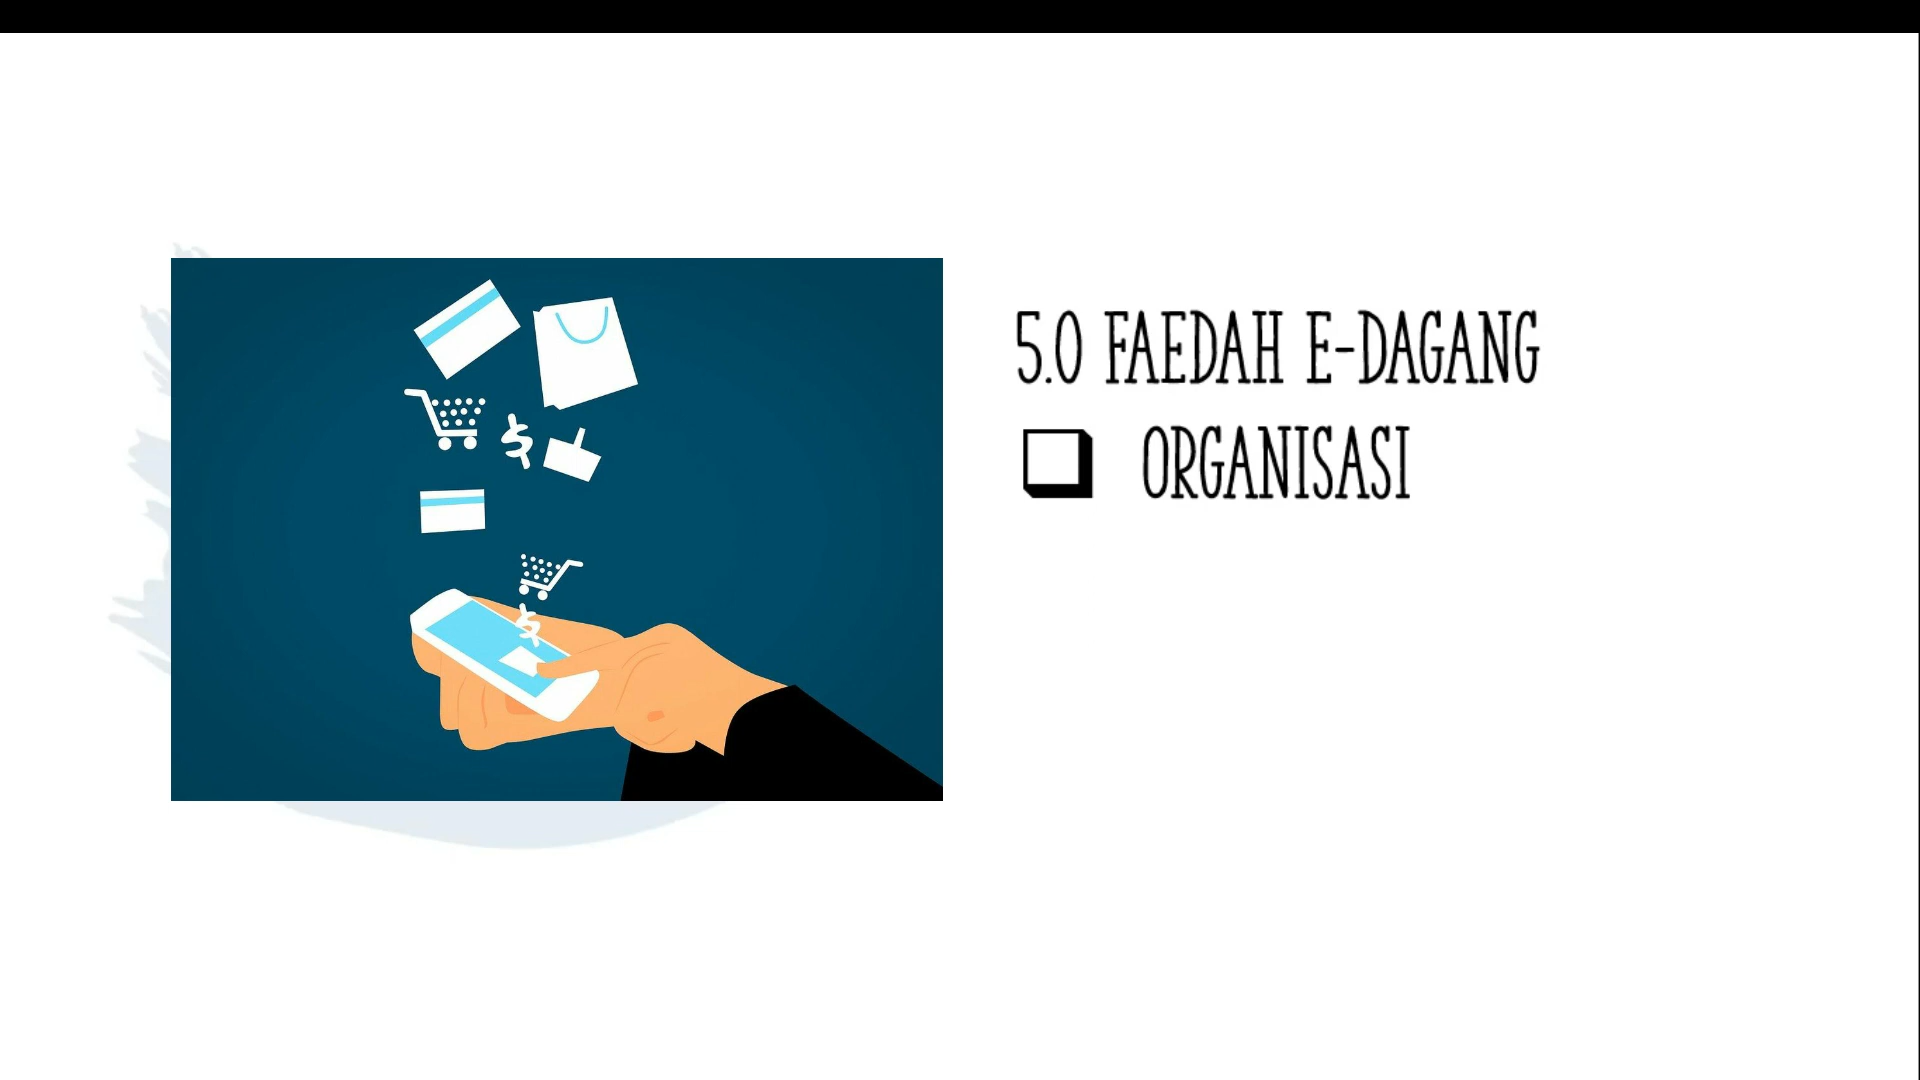 5.0 FAEDAH E-DAGANG
ORGANISASI
$
$